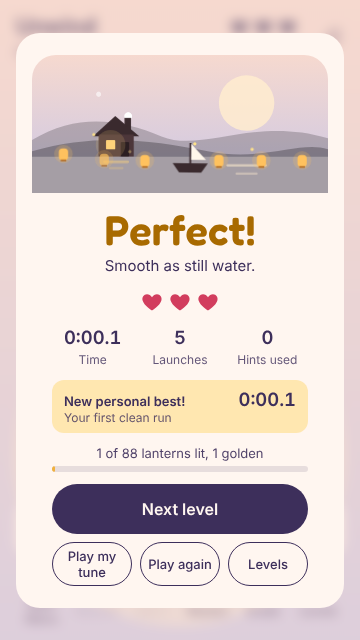 Perfect!
Smooth as still water.
0:00.1 5 0
Time Launches Hints used
New personal best! 0:00.1
Your first clean run
1 of 88 lanterns lit, 1 golden
Next level
Play my
tune
Play again
Levels